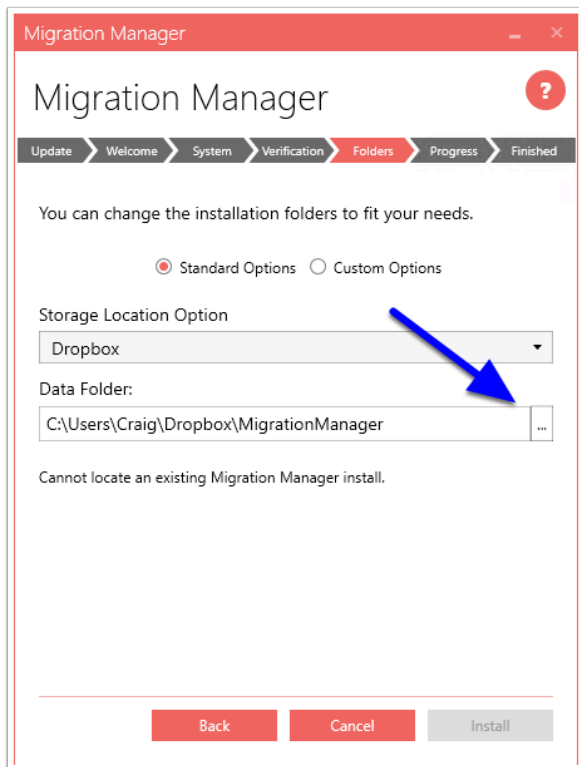 Migration Manager
Migration Manager
?
Update Welcome System Verification Folders Progress Finished
You can change the installation folders to fit your needs.
Standard Options Custom Options
Storage Location Option
Dropbox
Data Folder:
C:\Users\Craig\Dropbox\MigrationManager ...
Cannot locate an existing Migration Manager install.
Back Cancel Install